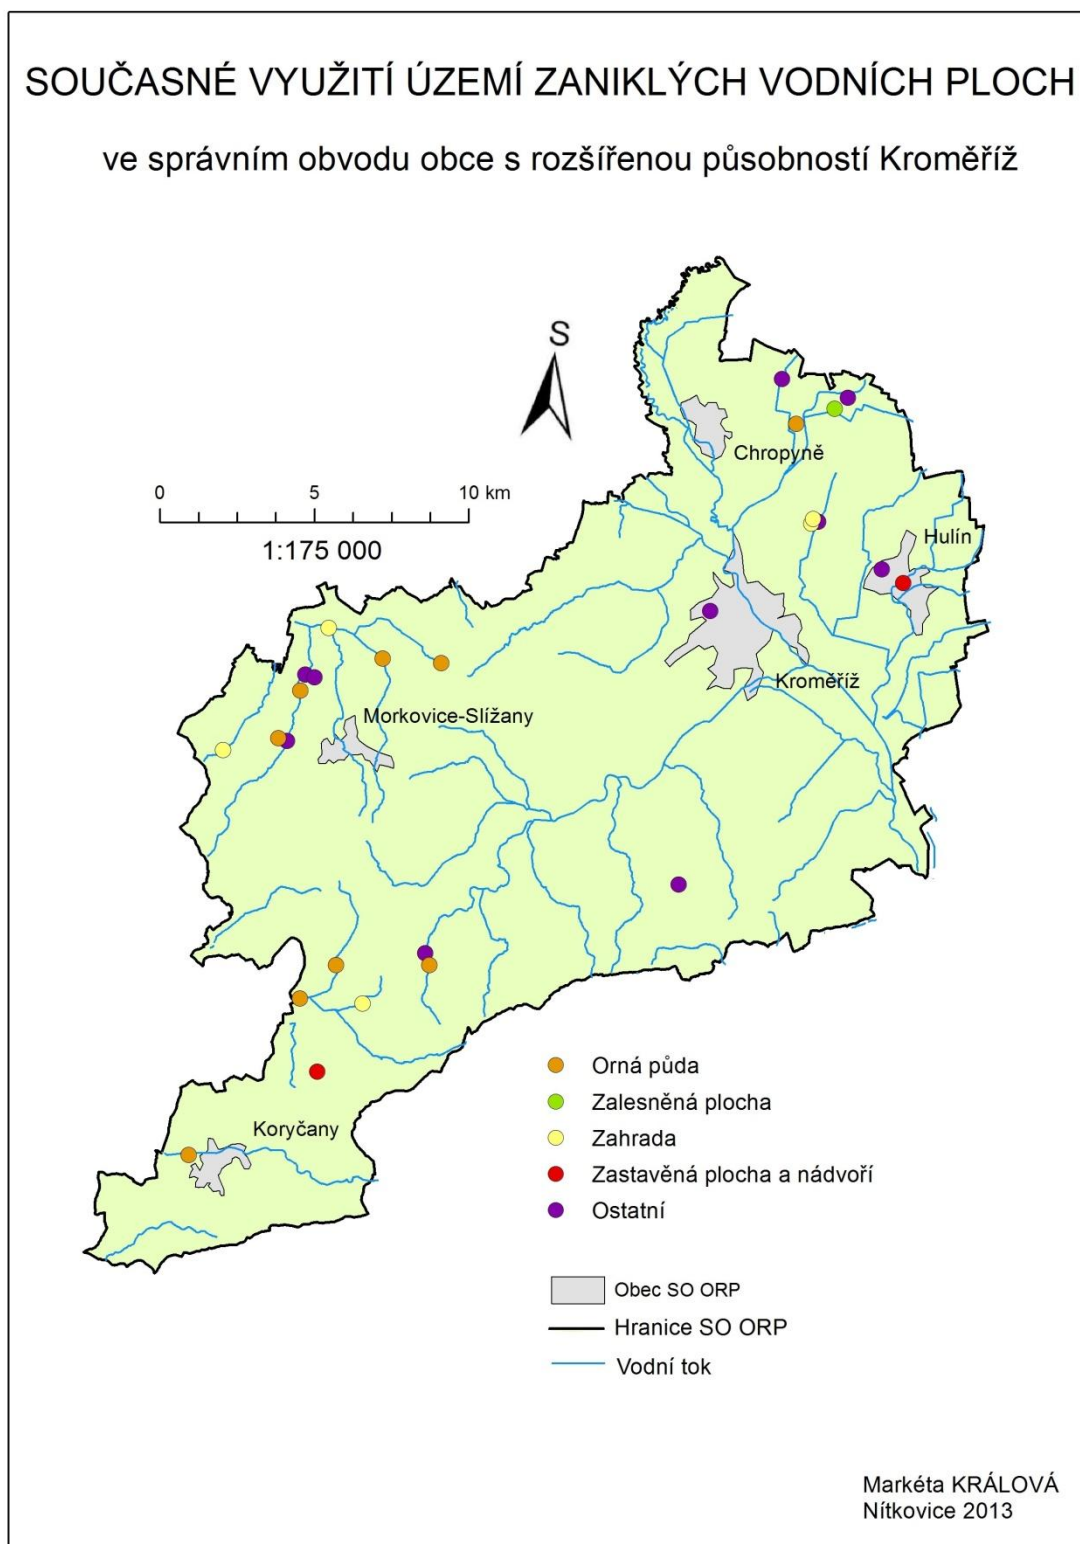 SOUČASNÉ VYUŽITÍ ÚZEMÍ ZANIKLÝCH VODNÍCH PLOCH
ve správním obvodu obce s rozšířenou působností Kroměříž
S
Chropyně
0 5 10 km
1:175 000
Hulín
Kroměříž
Morkovice-Slížany
Koryčany
Orná půda
Zalesněná plocha
Zahrada
Zastavěná plocha a nádvoří
Ostatní
Obec SO ORP
Hranice SO ORP
Vodní tok
Markéta KRÁLOVÁ
Nítkovice 2013